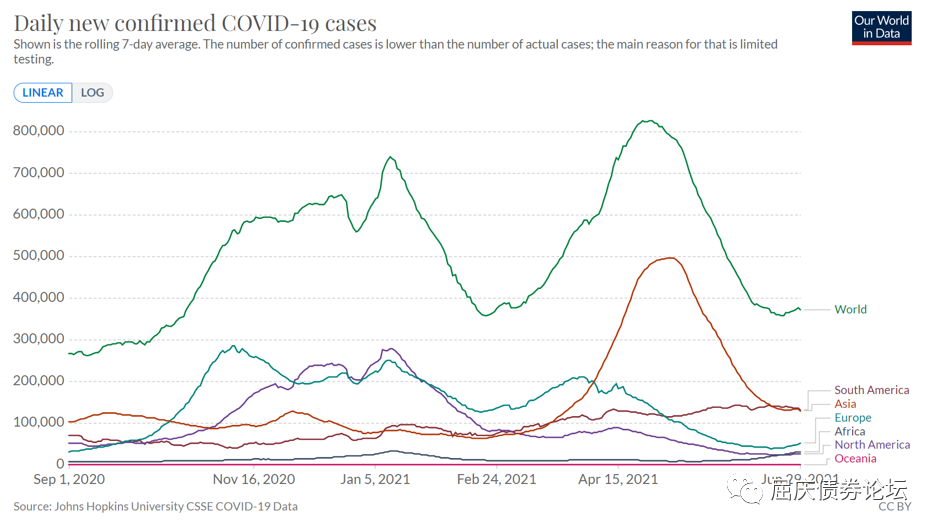 Daily new confirmed COVID-19 cases
Our World
in Data
Shown is the rolling 7-day average. The number of confirmed cases is lower than the number of actual cases; the main reason for that is limited
testing.
LINEAR LOG
800,000
700,000
600,000
500,000
400,000
300,000
200,000
100,000
0
World
South America
Asia
Europe
Africa
North America
Oceania
Sep 1, 2020 Nov 16, 2020 Jan 5, 2021 Feb 24, 2021 Apr 15, 2021 Jun 29, 2021
屈庆债券论坛
Source: Johns Hopkins University CSSE COVID-19 Data CC BY